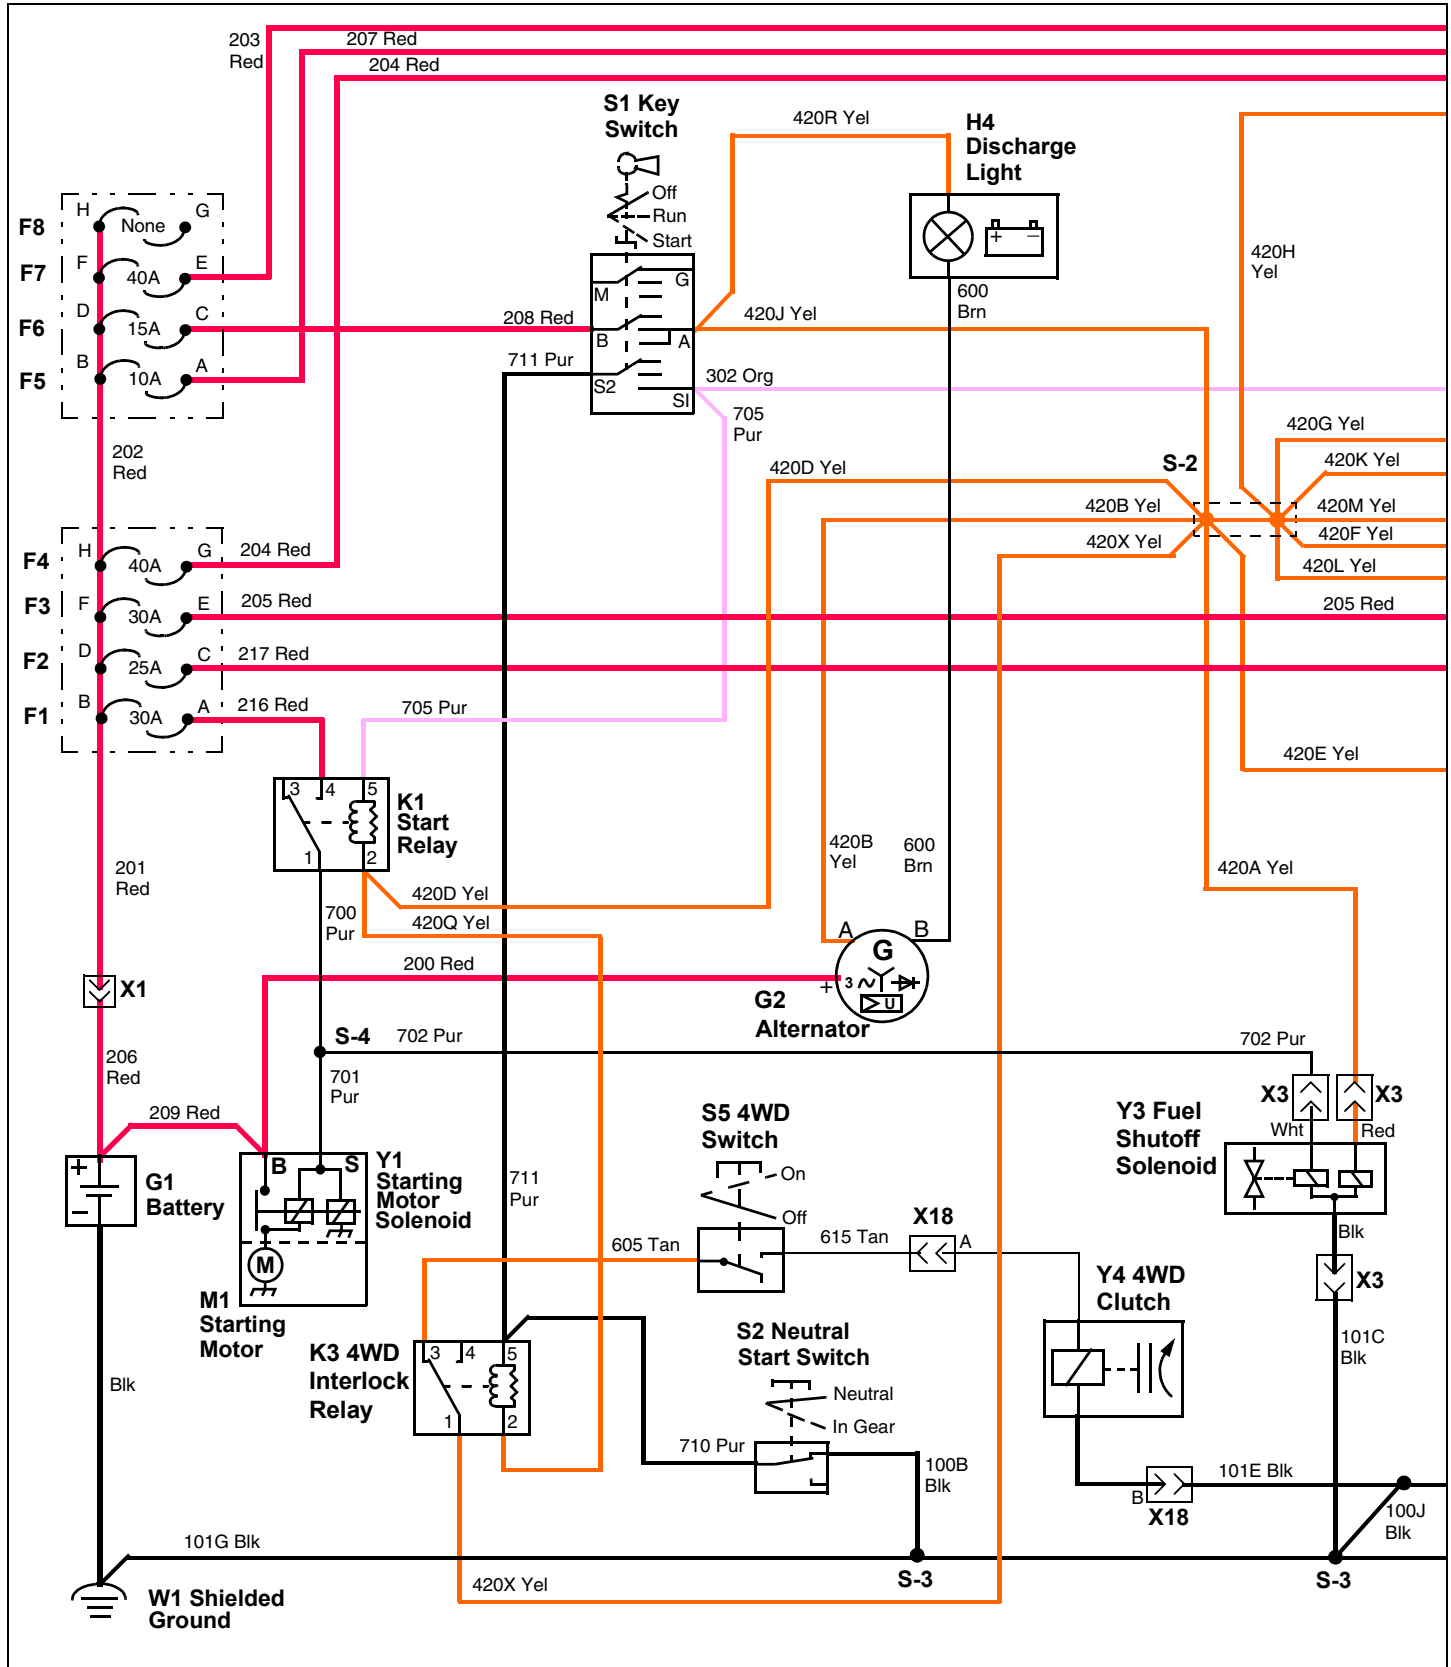 203
Red
207 Red
204 Red
S1 Key
Switch
420R Yel
H4
Discharge
Light
Off
Run
Start
420H
Yel
F8
H
None
G
F7
F
40A
E
F6
D
15A
C
F5
B
10A
A
M
G
B
A
S2
SI
208 Red
711 Pur
420J Yel
600
Brn
+
–
302 Org
705
Pur
202
Red
420D Yel
S-2
420G Yel
420K Yel
420B Yel
420M Yel
420X Yel
420F Yel
420L Yel
F4
H
40A
G
204 Red
F3
F
30A
E
205 Red
205 Red
F2
D
25A
C
217 Red
F1
B
30A
A
216 Red
705 Pur
420E Yel
3
4
5
1
2
K1
Start
Relay
420B
Yel
600
Brn
201
Red
420A Yel
420D Yel
700
Pur
420Q Yel
A
B
G
200 Red
+
3
U
G2
Alternator
X1
S-4
702 Pur
702 Pur
206
Red
701
Pur
209 Red
S5 4WD
Switch
X3
X3
Y3 Fuel
Shutoff
Solenoid
Wht
Red
+
–
G1
Battery
B
S
Y1
Starting
Motor
Solenoid
711
Pur
On
Off
M
M1
Starting
Motor
605 Tan
615 Tan
X18
A
Blk
X3
Y4 4WD
Clutch
101C
Blk
K3 4WD
Interlock
Relay
3
4
5
1
2
S2 Neutral
Start Switch
Neutral
In Gear
Blk
710 Pur
100B
Blk
B
X18
101E Blk
100J
Blk
101G Blk
W1 Shielded
Ground
420X Yel
S-3
S-3